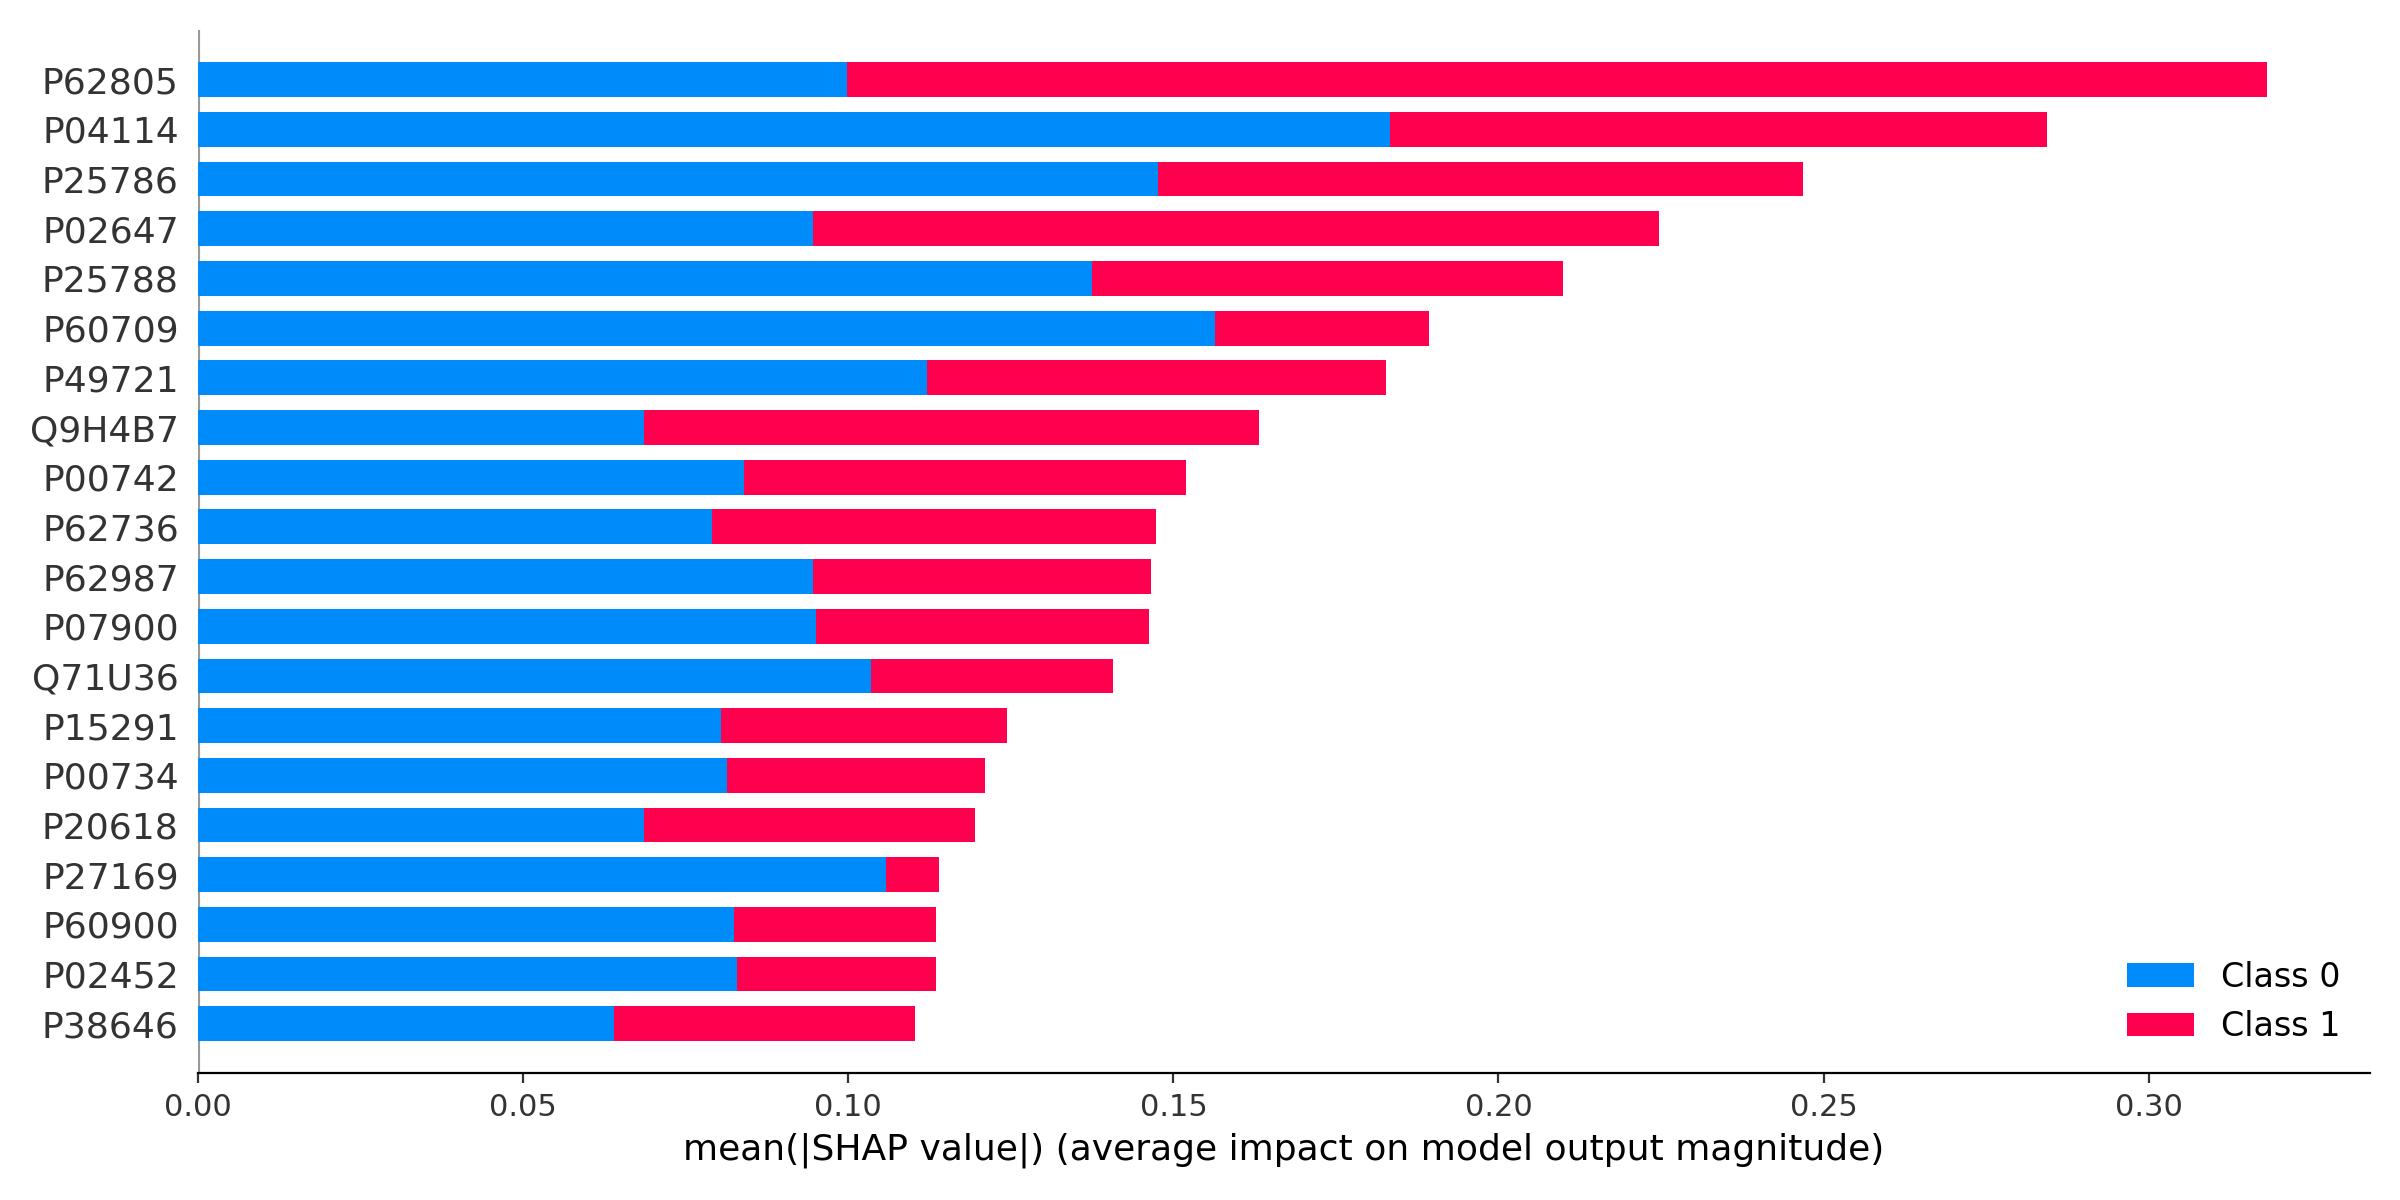 P62805
P04114
P25786
P02647
P25788
P60709
P49721
Q9H4B7
P00742
P62736
P62987
P07900
Q71U36
P15291
P00734
P20618
P27169
P60900
P02452
P38646
Class 0
Class 1
0.00 0.05 0.10 0.15 0.20 0.25 0.30
mean(|SHAP value|) (average impact on model output magnitude)